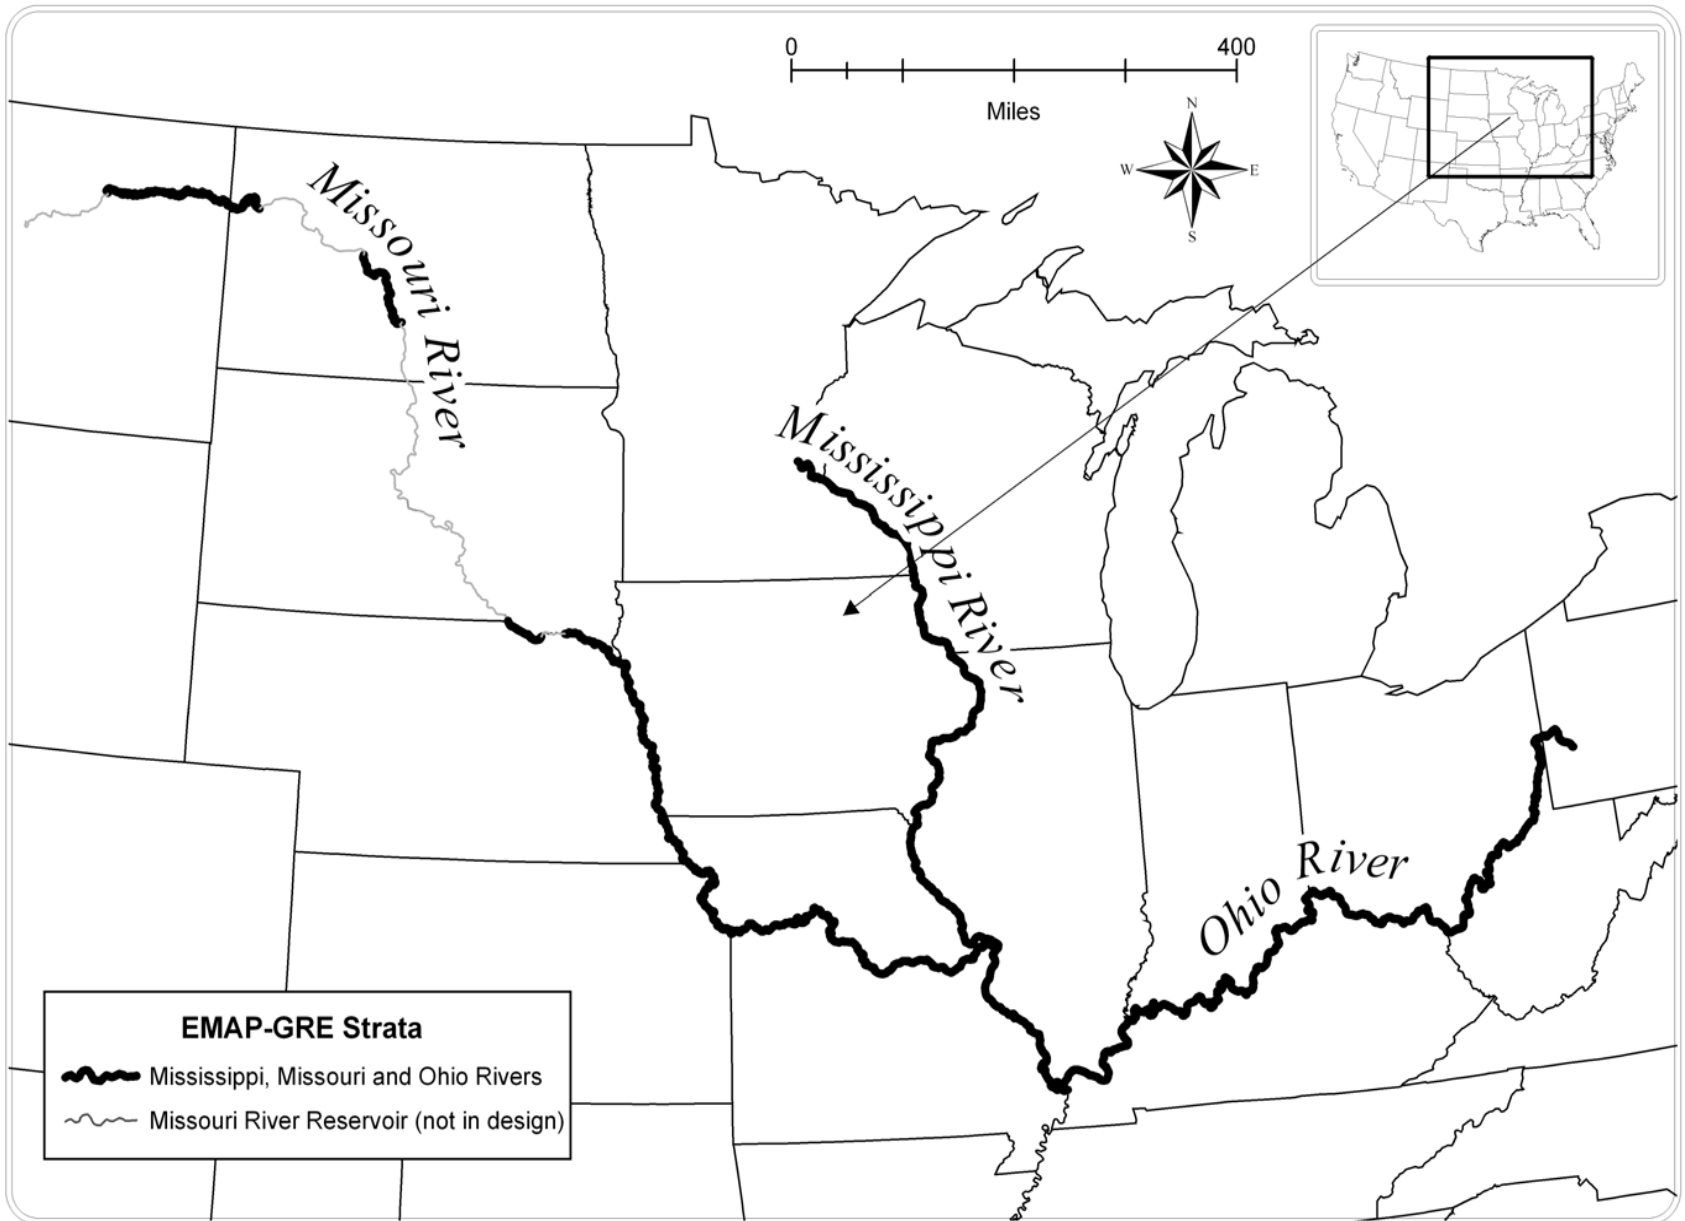 0 400
Miles
N
W E
S
Missouri River
Mississippi River
Ohio River
EMAP-GRE Strata
Mississippi, Missouri and Ohio Rivers
Missouri River Reservoir (not in design)